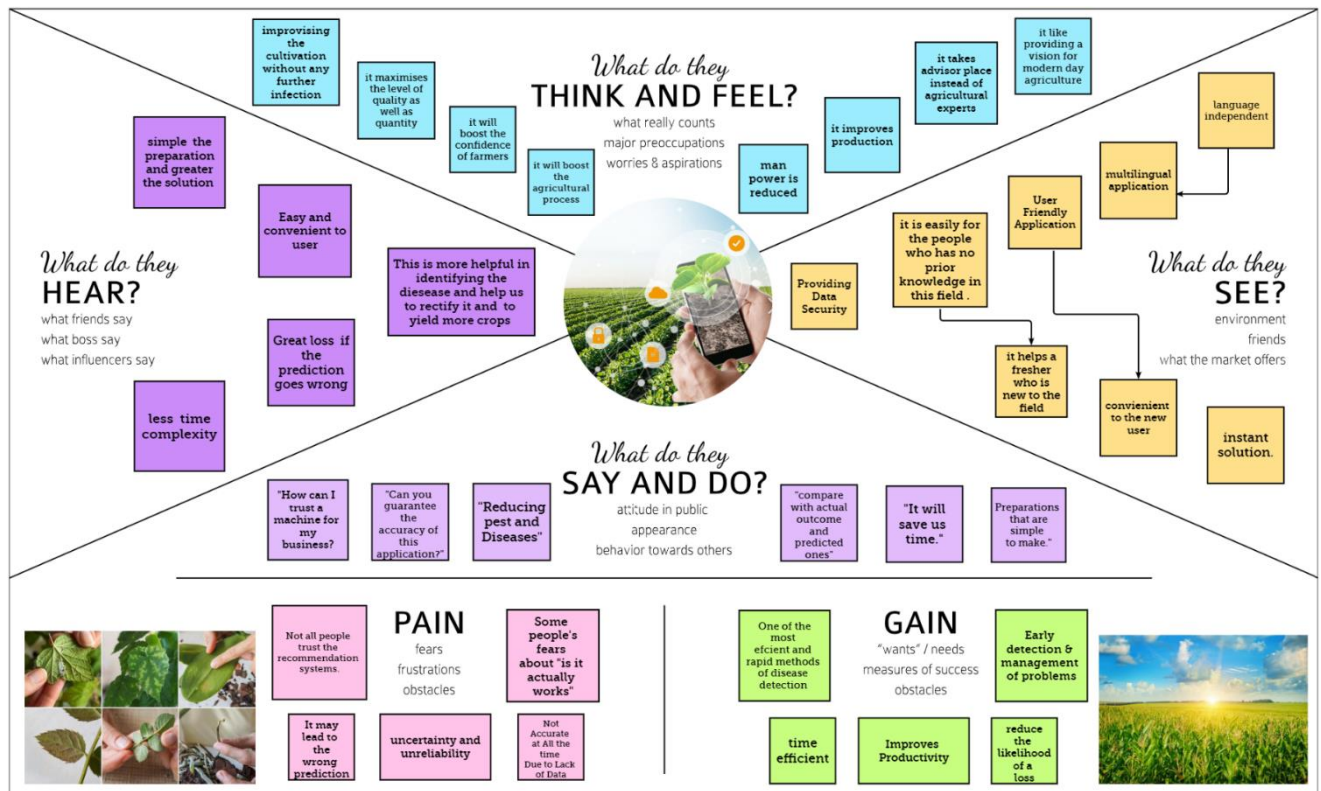 What do they
THINK AND FEEL?
what really counts
major preoccupations
worries & aspirations
improvising
the
cultivation
without any
further
infection
it maximises
the level of
quality as
well as
quantity
it will
boost the
confidence
of farmers
it will boost
the
agricultural
process
man
power is
reduced
it improves
production
it takes
advisor place
instead of
agricultural
experts
it like
providing a
vision for
modern day
agriculture
What do they
HEAR?
what friends say
what boss say
what influencers say
simple the
preparation
and greater
the solution
Easy and
convenient to
user
This is more helpful in
identifying the
diesease and help us
to rectify it and to
yield more crops
Great loss if
the
prediction
goes wrong
less time
complexity
What do they
SEE?
environment
friends
what the market offers
language
independent
multilingual
application
User
Friendly
Application
it is easily for
the people
who has no
prior
knowledge in
this field .
Providing
Data
Security
it helps a
fresher
who is
new to the
field
convienient
to the new
user
instant
solution.
What do they
SAY AND DO?
attitude in public
appearance
behavior towards others
"How can I
trust a
machine for
my
business?
"Can you
guarantee
the
accuracy of
this
application?"
"Reducing
pest and
Diseases"
"compare
with actual
outcome
and
predicted
ones"
"It will
save us
time."
Preparations
that are
simple
to make."
PAIN
fears
frustrations
obstacles
Not all people
trust the
recommendation
systems.
Some
people's
fears
about "is it
actually
works"
It may
lead to
the
wrong
prediction
uncertainty and
unreliability
Not
Accurate
at All the
time
Due to Lack
of Data
GAIN
"wants" / needs
measures of success
obstacles
One of the
most
efcient and
rapid methods
of disease
detection
Early
detection &
management
of problems
time
efficient
Improves
Productivity
reduce
the
likelihood
of a
loss